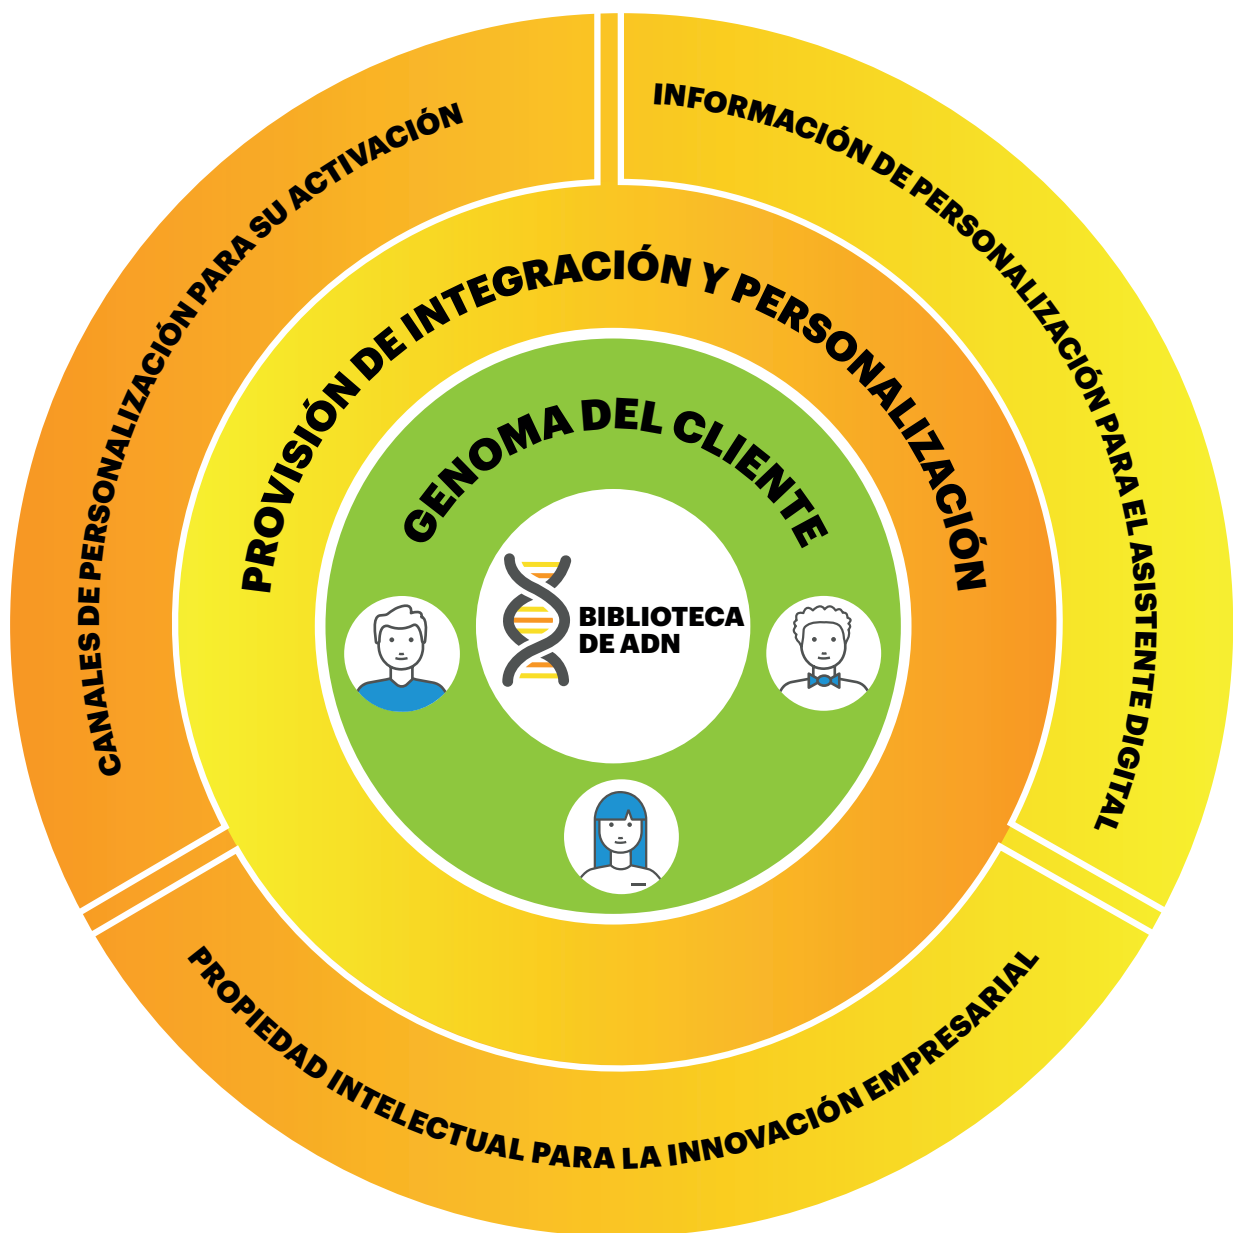 CANALES DE PERSONALIZACIÓN PARA SU ACTIVACIÓN
INFORMACIÓN DE PERSONALIZACIÓN PARA EL ASISTENTE DIGITAL
PROVISIÓN DE INTEGRACIÓN Y PERSONALIZACIÓN
GENOMA DEL CLIENTE
BIBLIOTECA
DE ADN
PROPIEDAD INTELECTUAL PARA LA INNOVACIÓN EMPRESARIAL